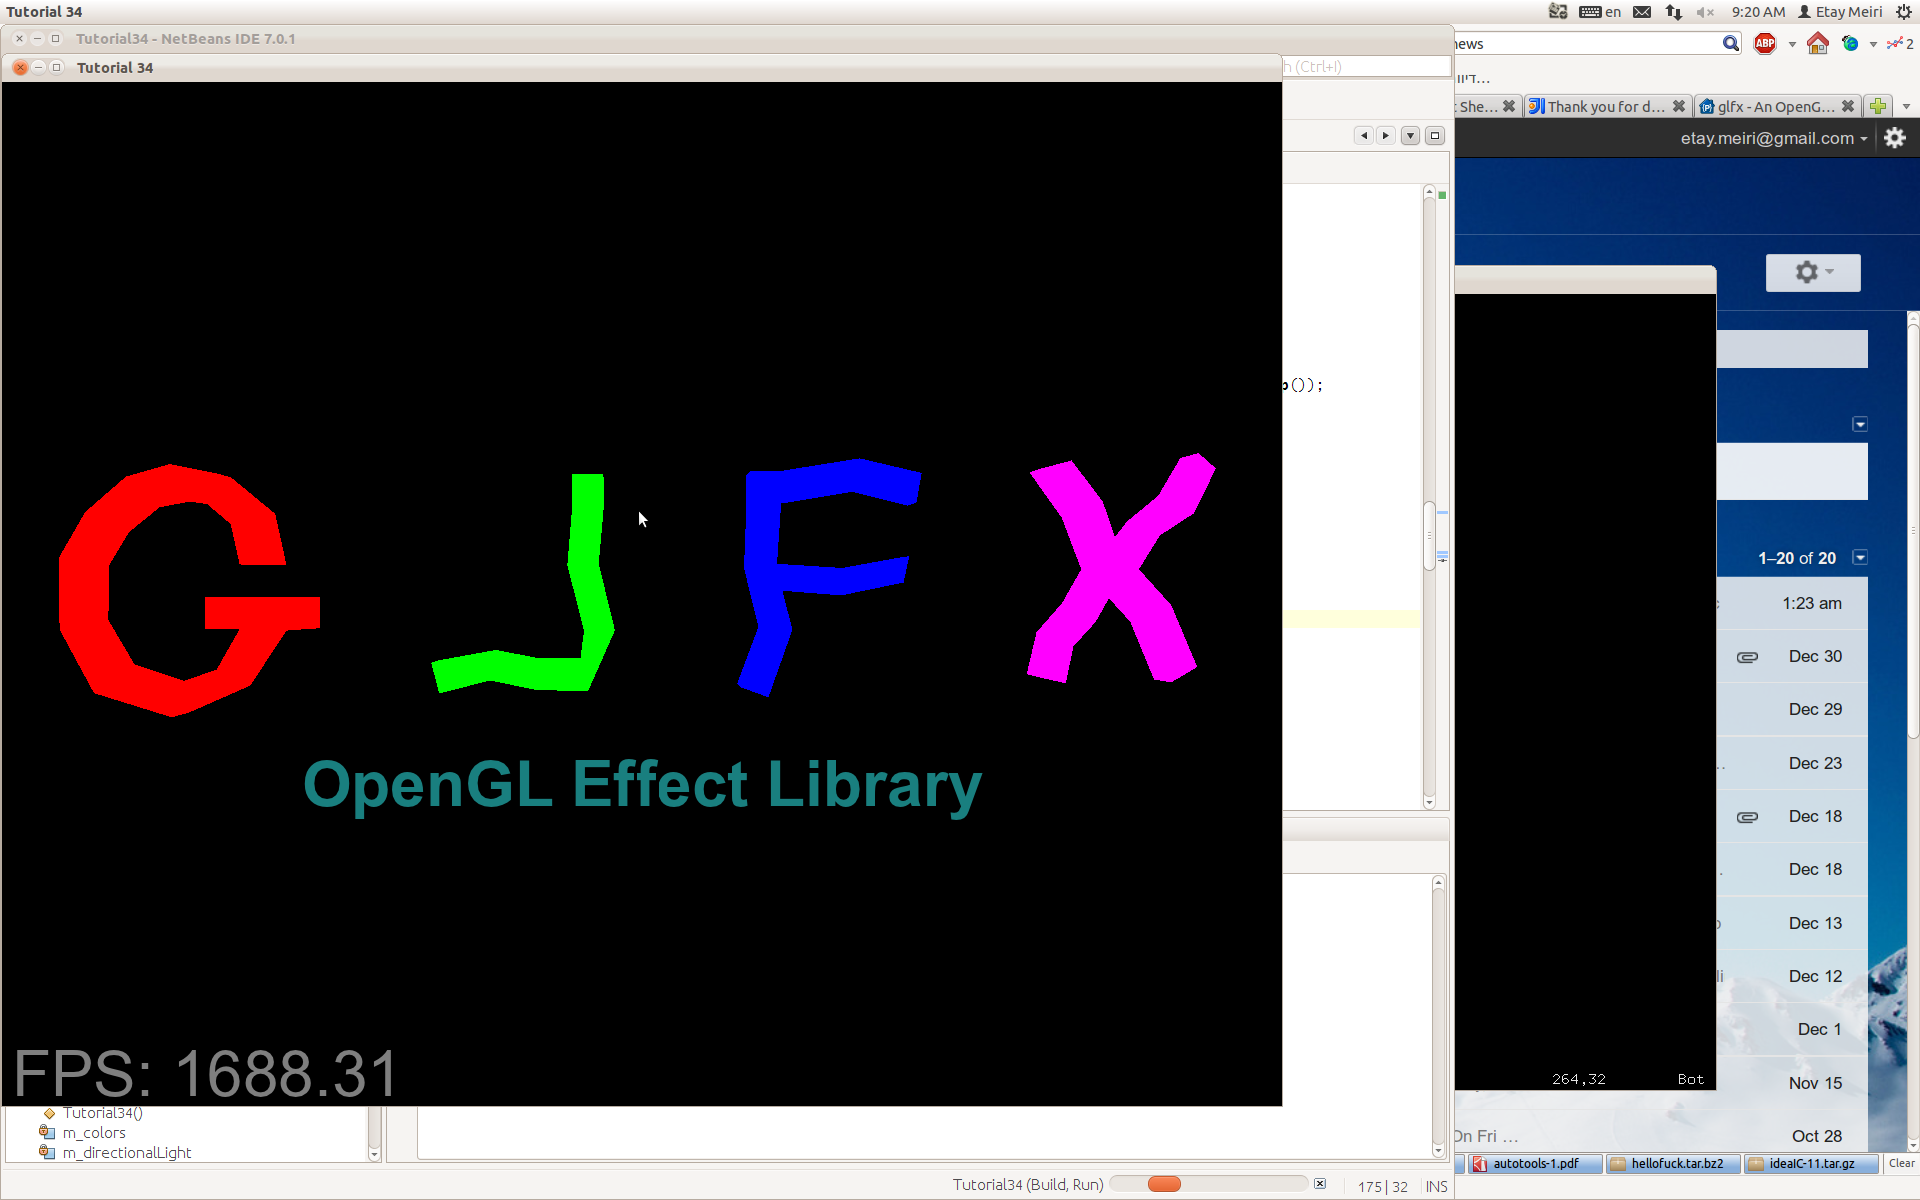 Tutorial 34
en
9:20 AM
Etay Meiri
Tutorial34 - NetBeans IDE 7.0.1
news
ABP
2
Tutorial 34
(Ctrl+I)
דיוו...
She...
Thank you for d...
glfx - An OpenG...
etay.meiri@gmail.com
());
G J F X
OpenGL Effect Library
FPS: 1688.31
1–20 of 20
1:23 am
Dec 30
Dec 29
Dec 23
Dec 18
Dec 18
Dec 13
Dec 12
Dec 1
264,32
Bot
Nov 15
On Fri ...
Oct 28
Tutorial34()
m_colors
m_directionalLight
autotools-1.pdf
hellofuck.tar.bz2
ideaIC-11.tar.gz
Clear
Tutorial34 (Build, Run)
175|32
INS